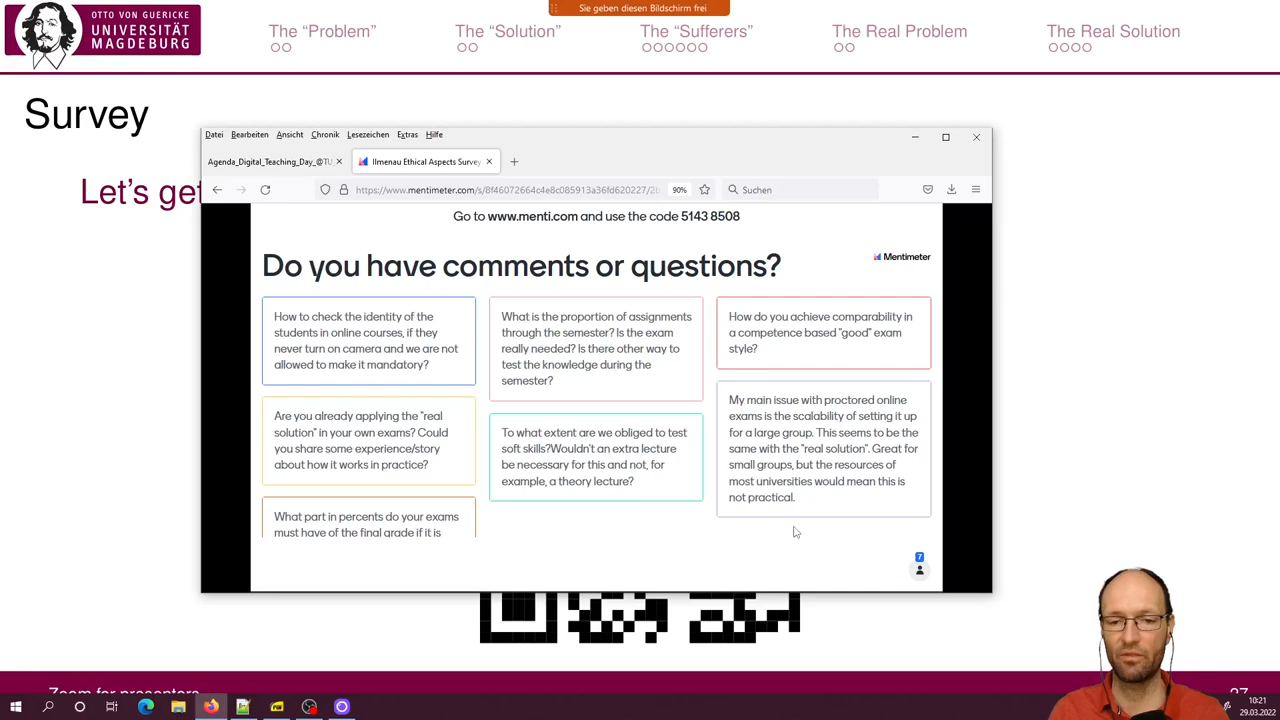 Sie geben diesen Bildschirm frei
OTTO VON GUERICKE
UNIVERSITÄT
MAGDEBURG
The “Problem”
The “Solution”
The “Sufferers”
The Real Problem
The Real Solution
Survey
Let’s get
Datei Bearbeiten Ansicht Chronik Lesezeichen Extras Hilfe
Agenda_Digital_Teaching_Day_@TU
Ilmenau Ethical Aspects Survey
https://www.mentimeter.com/s/8f46072664c4e8c085913a36fd620227/2b
90%
Suchen
Go to www.menti.com and use the code 5143 8508
Do you have comments or questions?
Mentimeter
How to check the identity of the
students in online courses, if they
never turn on camera and we are not
allowed to make it mandatory?
Are you already applying the "real
solution" in your own exams? Could
you share some experience/story
about how it works in practice?
What part in percents do your exams
must have of the final grade if it is
What is the proportion of assignments
through the semester? Is the exam
really needed? Is there other way to
test the knowledge during the
semester?
To what extent are we obliged to test
soft skills?Wouldn't an extra lecture
be necessary for this and not, for
example, a theory lecture?
How do you achieve comparability in
a competence based "good" exam
style?
My main issue with proctored online
exams is the scalability of setting it up
for a large group. This seems to be the
same with the "real solution". Great for
small groups, but the resources of
most universities would mean this is
not practical.
7
Zoom for presenters
27
10:21
29.03.2022